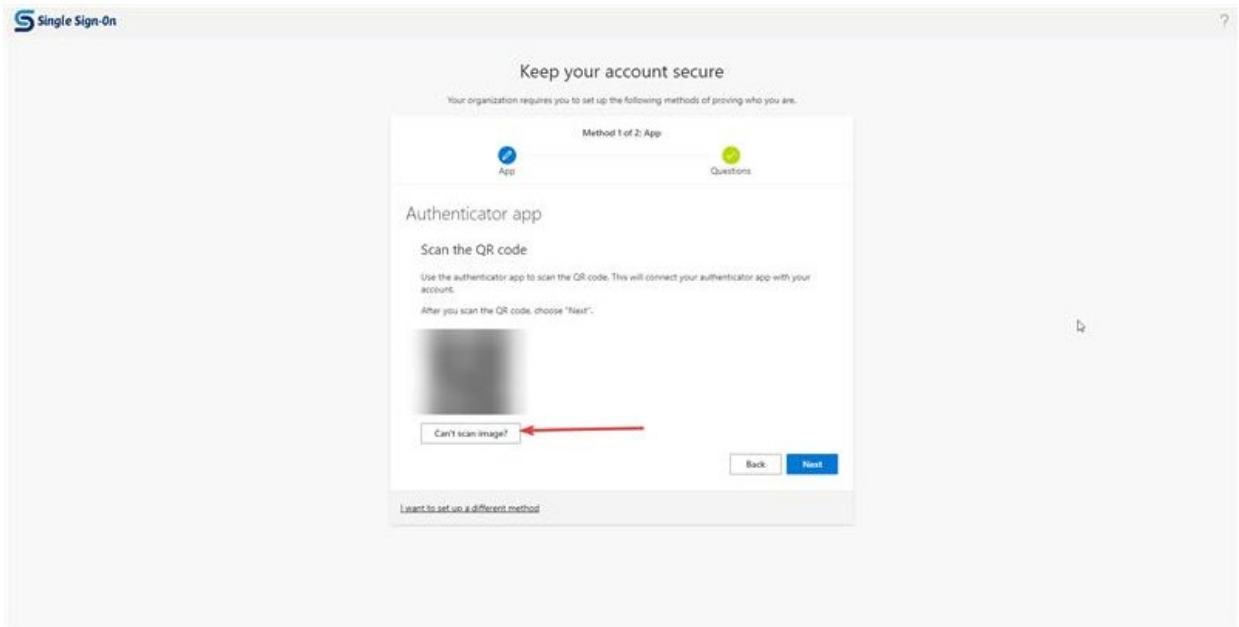 Single Sign-On
?
Keep your account secure
Your organization requires you to set up the following methods of proving who you are.
Method 1 of 2: App
App
Questions
Authenticator app
Scan the QR code
Use the authenticator app to scan the QR code. This will connect your authenticator app with your
account.
After you scan the QR code, choose "Next".
Can't scan image?
Back
Next
I want to set up a different method